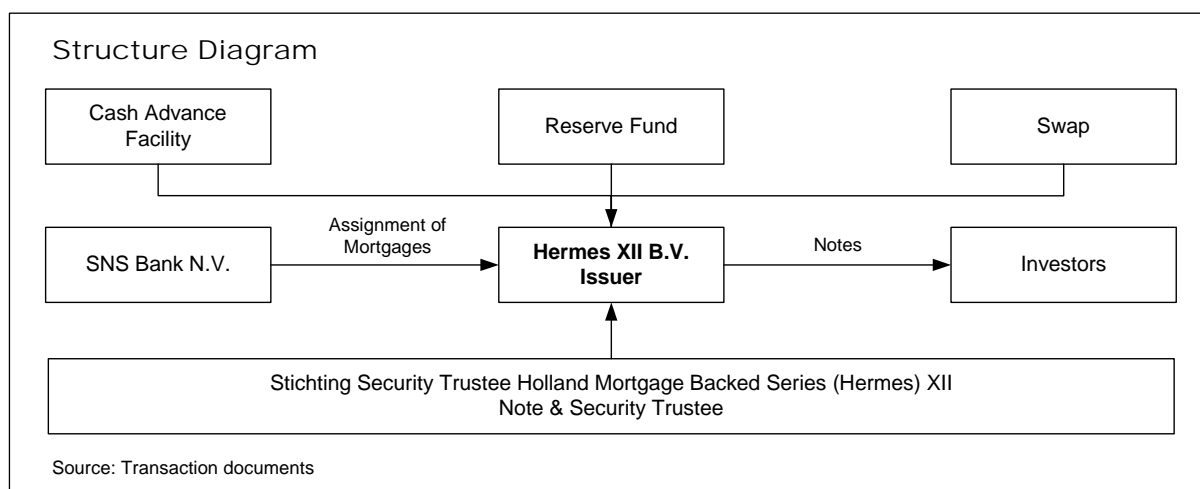 Structure Diagram
Cash Advance
Facility
Reserve Fund
Swap
SNS Bank N.V.
Assignment of
Mortgages
Hermes XII B.V.
Issuer
Notes
Investors
Stichting Security Trustee Holland Mortgage Backed Series (Hermes) XII
Note & Security Trustee
Source: Transaction documents